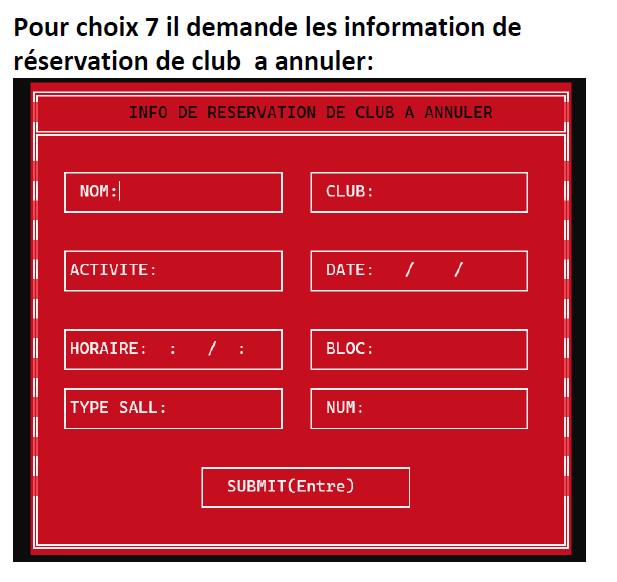 Pour choix 7 il demande les information de
réservation de club a annuler:
INFO DE RESERVATION DE CLUB A ANNULER
NOM:
CLUB:
ACTIVITE:
DATE: / /
HORAIRE: : / :
BLOC:
TYPE SALL:
NUM:
SUBMIT(Entre)